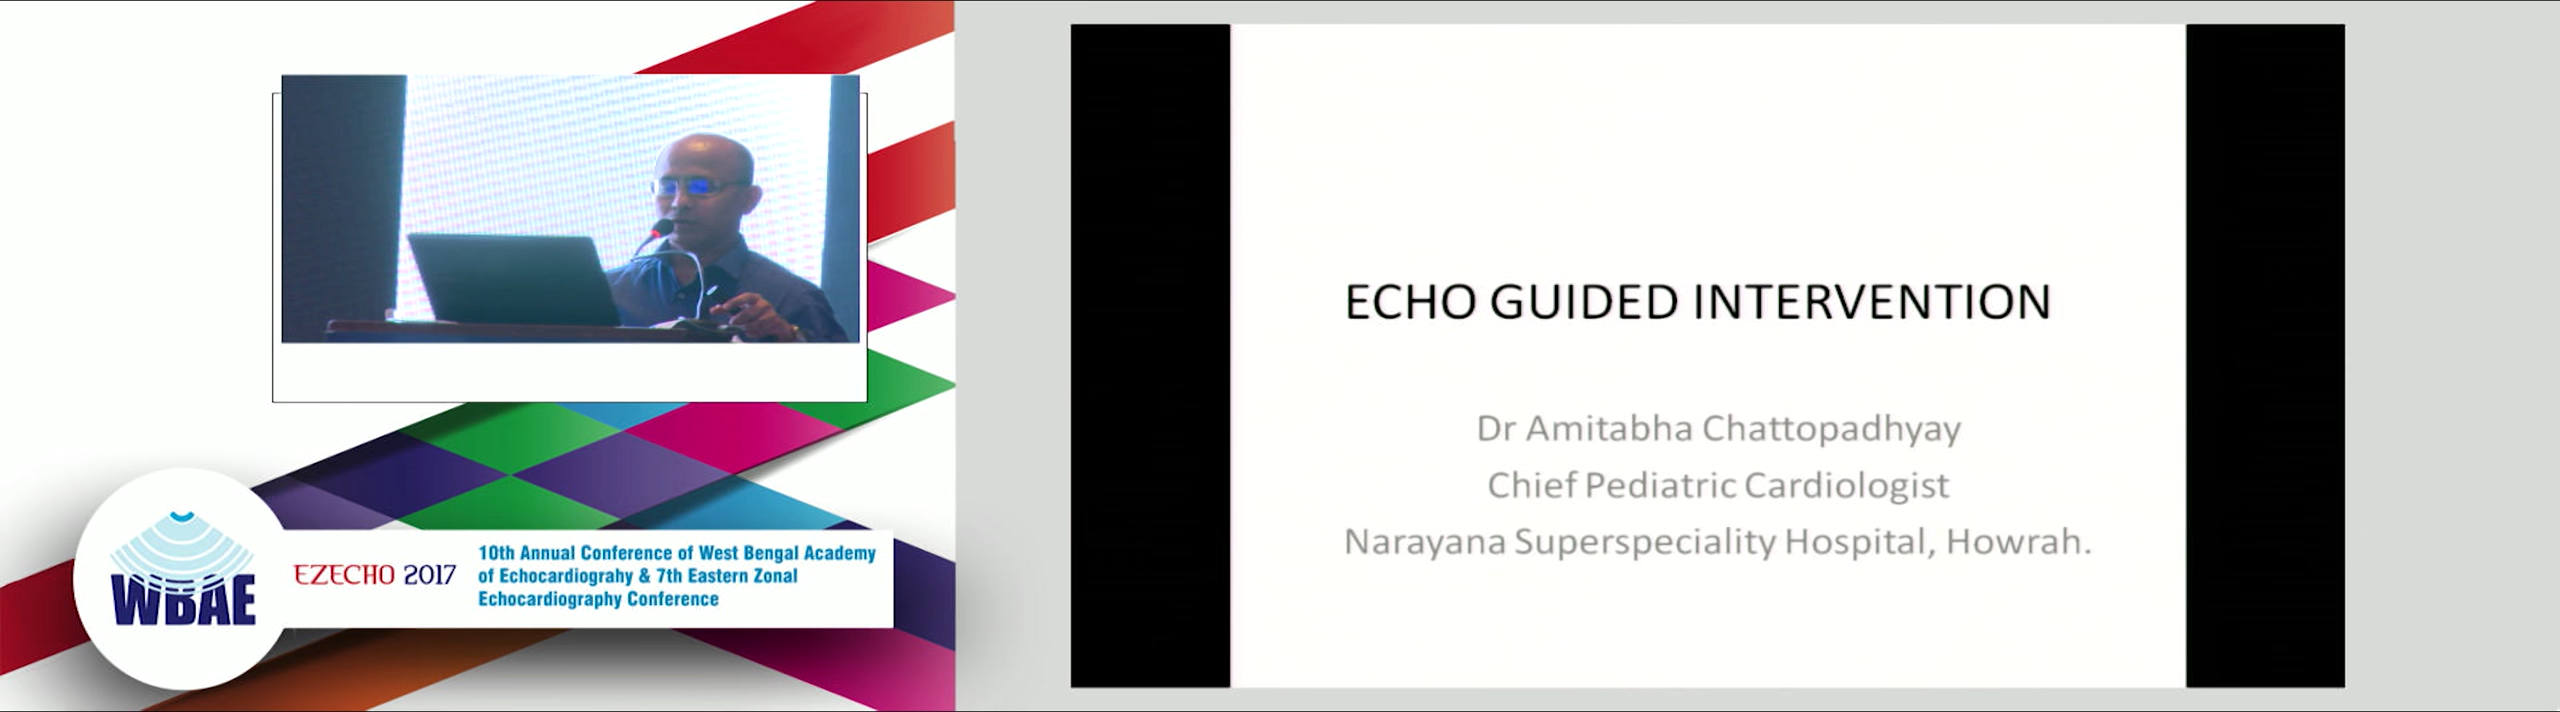 WBAE
EZECHO 2017
10th Annual Conference of West Bengal Academy
of Echocardiograhy & 7th Eastern Zonal
Echocardiography Conference
ECHO GUIDED INTERVENTION
Dr Amitabha Chattopadhyay
Chief Pediatric Cardiologist
Narayana Superspeciality Hospital, Howrah.